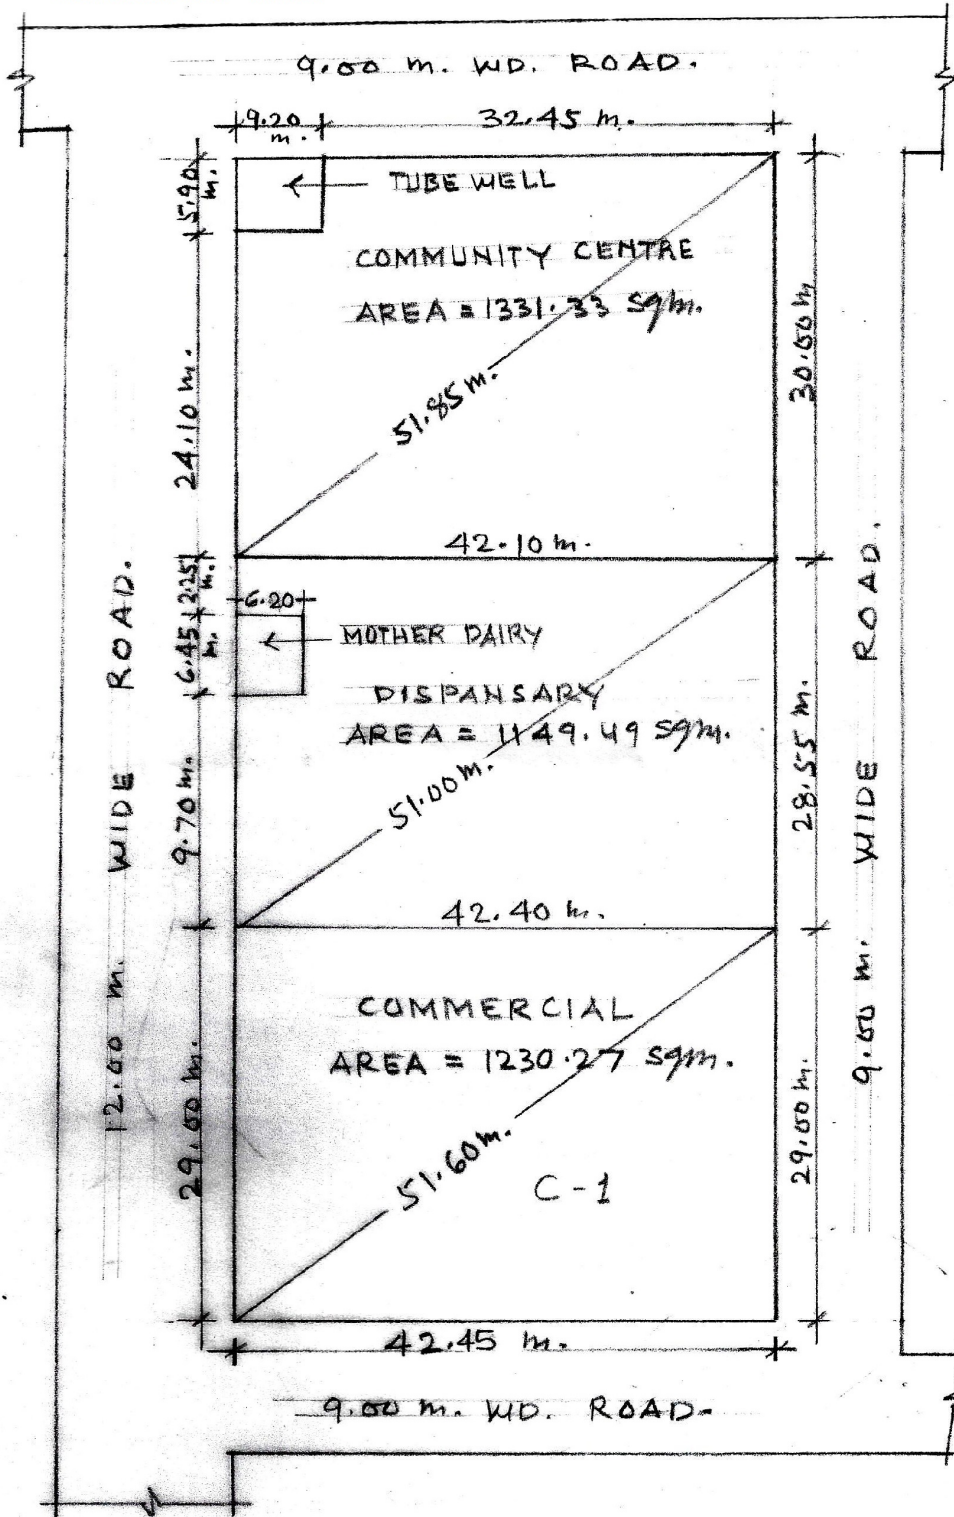 9.00 m. WD. ROAD.
9.20 m.
32.45 m.
5.90 m.
TUBE WELL
COMMUNITY CENTRE
AREA = 1331.33 sqm.
30.00 m
51.85 m.
24.10 m.
42.10 m.
2.25 m.
6.20
6.45 m.
MOTHER DAIRY
DISPANSARY
AREA = 1149.49 sqm.
28.55 m.
51.00 m.
9.70 m.
12.00 m. WIDE ROAD.
9.00 m. WIDE ROAD.
42.40 m.
COMMERCIAL
AREA = 1230.27 sqm.
29.00 m.
29.00 m.
51.60 m.
C-1
42.45 m.
9.00 m. WD. ROAD.